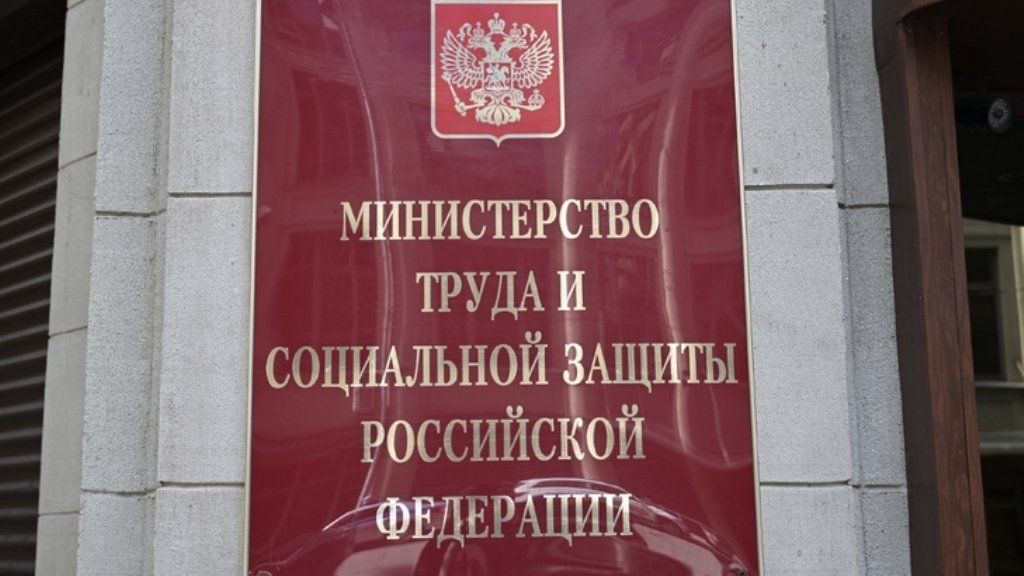 МИНИСТЕРСТВО
ТРУДА И
СОЦИАЛЬНОЙ ЗАЩИТЫ
РОССИЙСКОЙ
ФЕДЕРАЦИИ